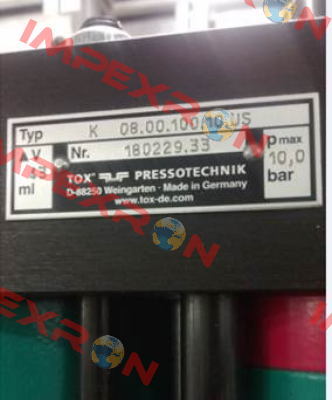 IMPEXRON
Typ K 08.00.100/10 US
V Nr. 180229.33 p max
ml TOX PRESSOTECHNIK 10,0
D-88250 Weingarten · Made in Germany bar
www.tox-de.com
IMPEXRON